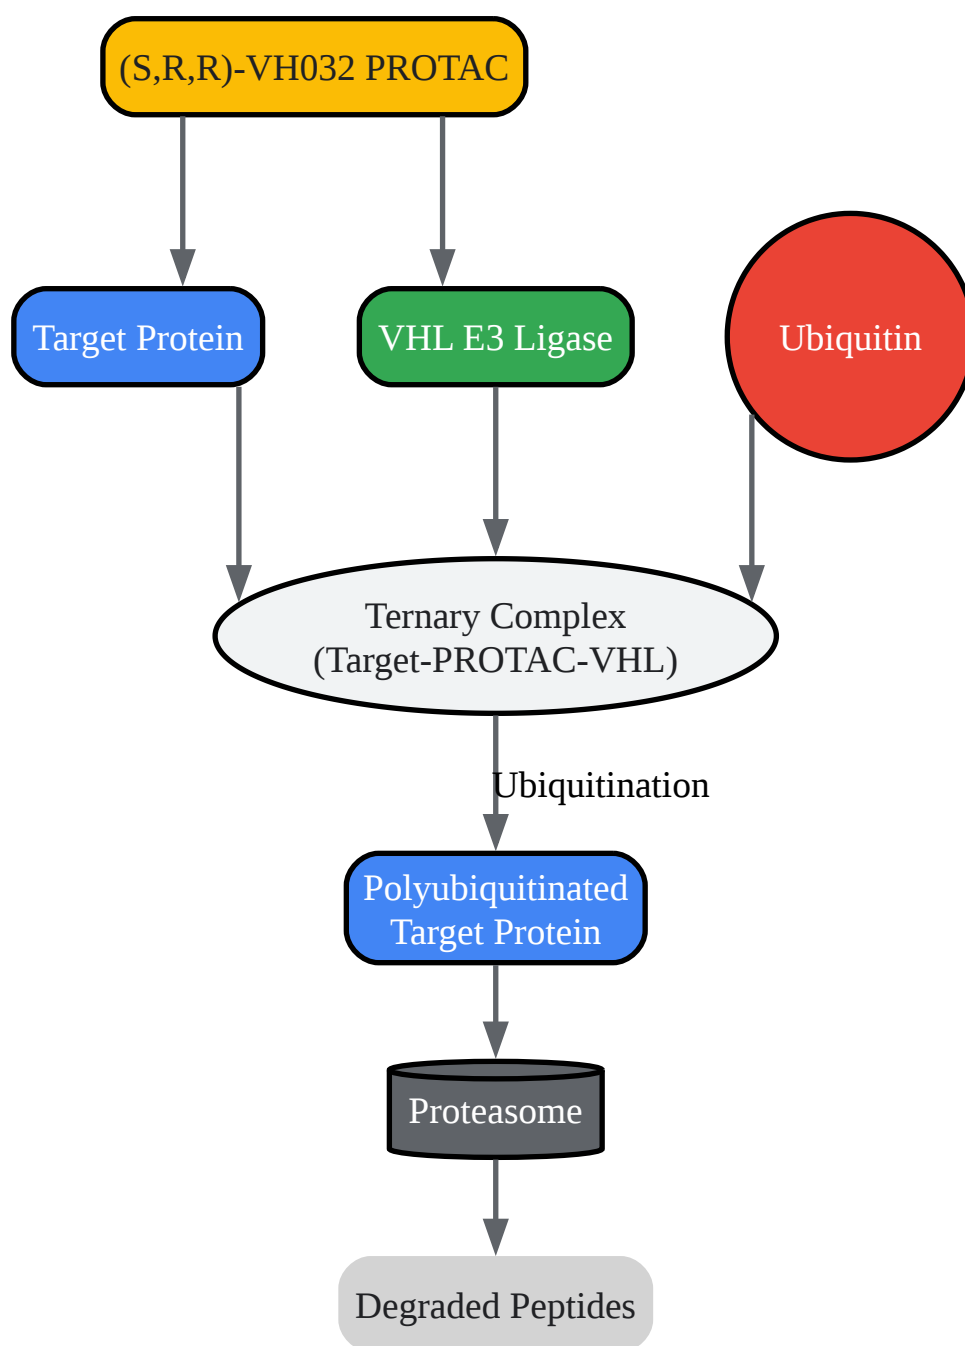 (S,R,R)-VH032 PROTAC
Target Protein
VHL E3 Ligase
Ubiquitin
Ternary Complex
(Target-PROTAC-VHL)
Ubiquitination
Polyubiquitinated
Target Protein
Proteasome
Degraded Peptides